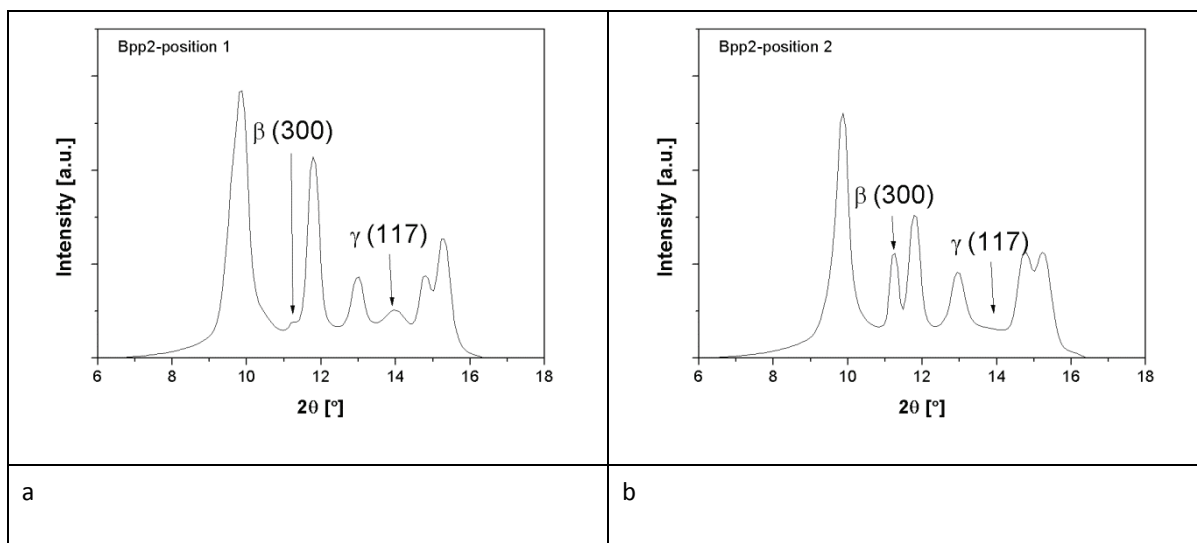 Bpp2-position 1
β (300)
γ (117)
Intensity [a.u.]
6 8 10 12 14 16 18
2θ [°]
Bpp2-position 2
β (300)
γ (117)
Intensity [a.u.]
6 8 10 12 14 16 18
2θ [°]
a
b